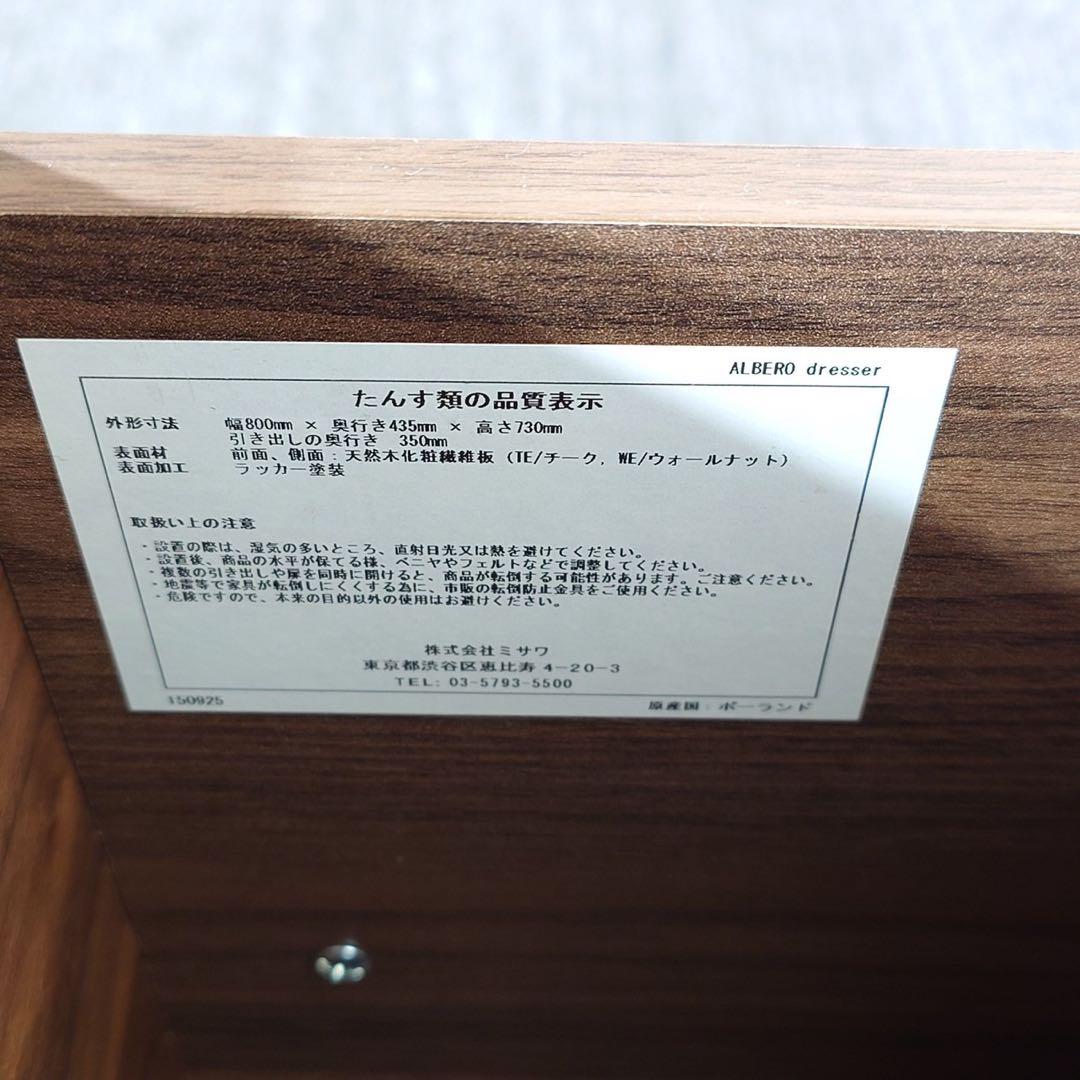 ALBERO dresser
たんす類の品質表示
外形寸法 幅800mm × 奥行き435mm × 高さ730mm
引き出しの奥行き 350mm
表面材 前面、側面：天然木化粧繊維板（TE/チーク, WE/ウォールナット）
表面加工 ラッカー塗装
取扱い上の注意
・設置の際は、湿気の多いところ、直射日光又は熱を避けてください。
・設置後、商品の水平が保てる様、ベニヤやフェルトなどで調整してください。
・複数の引き出しや扉を同時に開けると、商品が転倒する可能性があります。ご注意ください。
・地震等で家具が転倒しにくくする為に、市販の転倒防止金具をご使用ください。
・危険ですので、本来の目的以外の使用はお避けください。
株式会社ミサワ
東京都渋谷区恵比寿4-20-3
TEL: 03-5793-5500
150925 原産国：ポーランド